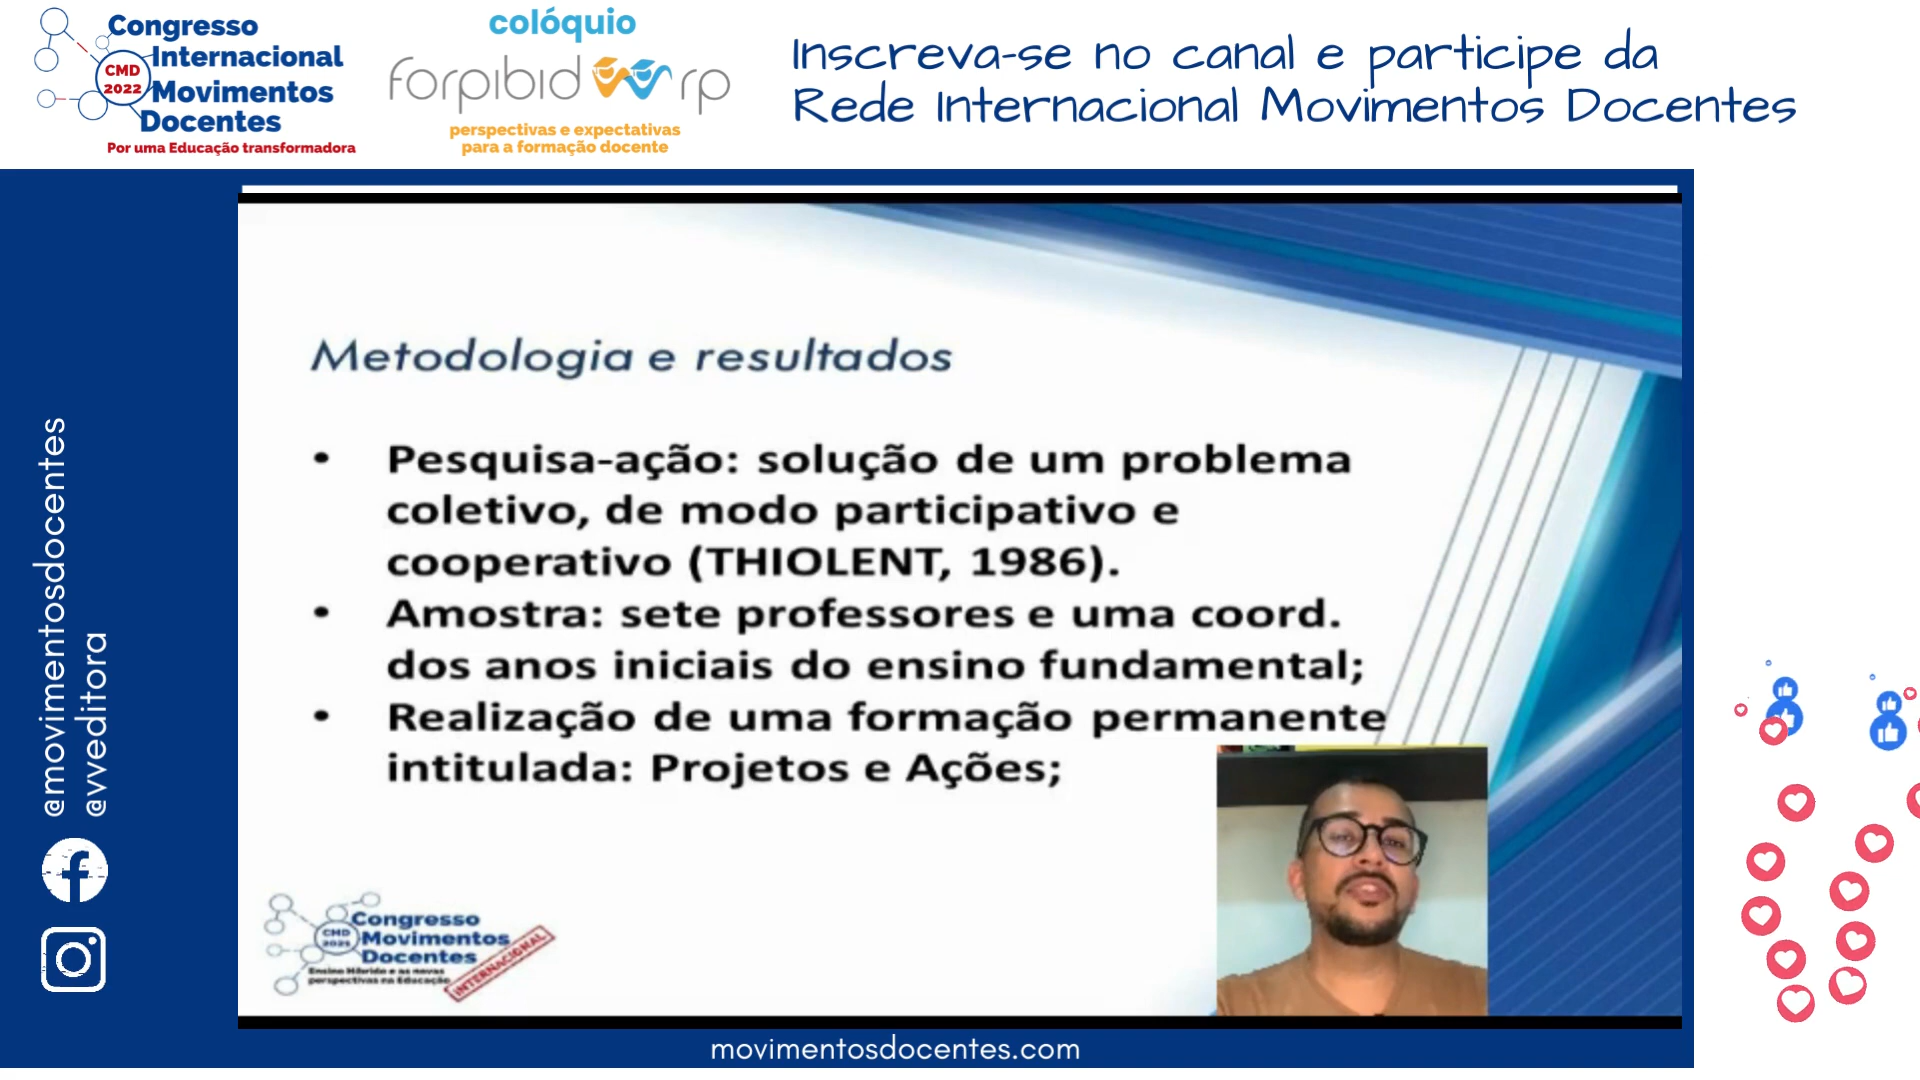 Congresso
Internacional
CMD
2022
Movimentos
Docentes
Por uma Educação transformadora
colóquio
forpibid rp
perspectivas e expectativas
para a formação docente
Inscreva-se no canal e participe da
Rede Internacional Movimentos Docentes
@movimentosdocentes
@vveditora
Metodologia e resultados
• Pesquisa-ação: solução de um problema
coletivo, de modo participativo e
cooperativo (THIOLENT, 1986).
• Amostra: sete professores e uma coord.
dos anos iniciais do ensino fundamental;
• Realização de uma formação permanente
intitulada: Projetos e Ações;
Congresso
CMD
2021
Movimentos
Docentes
Ensino Híbrido e as novas
perspectivas na Educação
INTERNACIONAL
movimentosdocentes.com